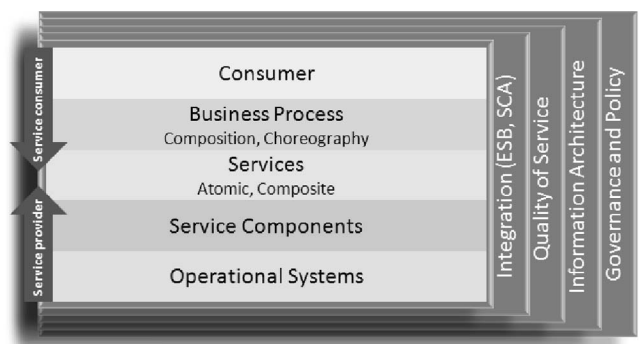 Service consumer
Service provider
Consumer
Business Process
Composition, Choreography
Services
Atomic, Composite
Service Components
Operational Systems
Integration (ESB, SCA)
Quality of Service
Information Architecture
Governance and Policy